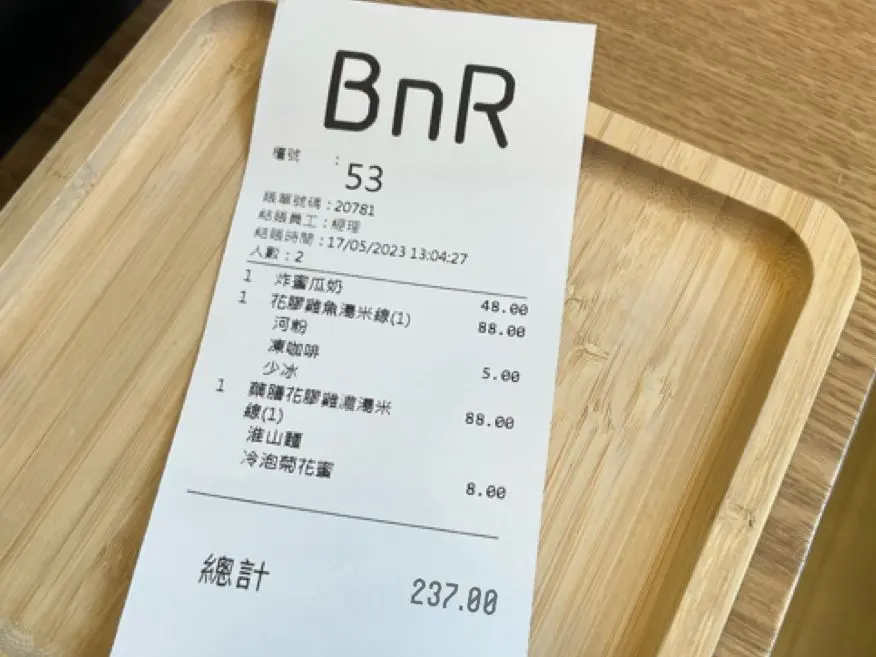 BnR
檯號 :
53
賬單號碼：20781
結賬員工：經理
結賬時間：17/05/2023 13:04:27
人數：2
1 炸蜜瓜奶 48.00
1 花膠雞魚湯米線(1) 88.00
河粉
凍咖啡 5.00
少冰
1 藥膳花膠雞濃湯米 88.00
線(1)
淮山麵
冷泡菊花蜜 8.00
總計 237.00